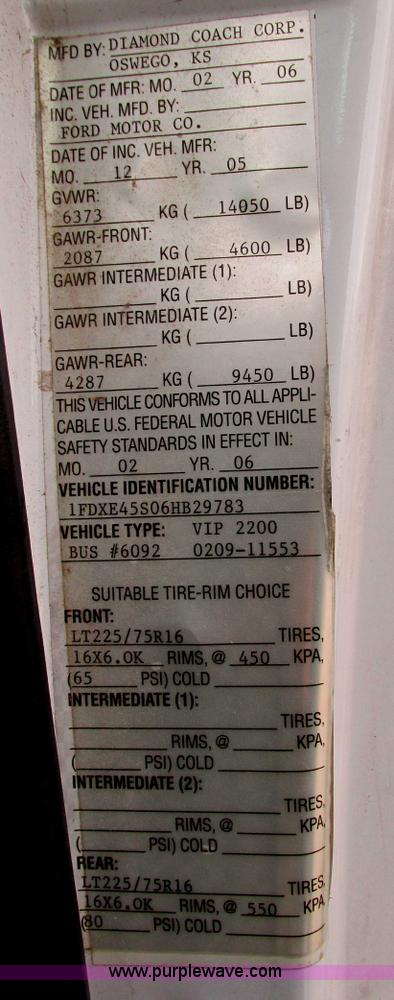 MFD BY: DIAMOND COACH CORP.
OSWEGO, KS
DATE OF MFR: MO. 02 YR. 06
INC. VEH. MFD. BY:
FORD MOTOR CO.
DATE OF INC. VEH. MFR:
MO. 12 YR. 05
GVWR:
6373 KG ( 14050 LB)
GAWR-FRONT:
2087 KG ( 4600 LB)
GAWR INTERMEDIATE (1):
KG ( LB)
GAWR INTERMEDIATE (2):
KG ( LB)
GAWR-REAR:
4287 KG ( 9450 LB)
THIS VEHICLE CONFORMS TO ALL APPLI-
CABLE U.S. FEDERAL MOTOR VEHICLE
SAFETY STANDARDS IN EFFECT IN:
MO. 02 YR. 06
VEHICLE IDENTIFICATION NUMBER:
1FDXE45S06HB29783
VEHICLE TYPE: VIP 2200
BUS #6092 0209-11553
SUITABLE TIRE-RIM CHOICE
FRONT:
LT225/75R16 TIRES,
16X6.0K RIMS, @ 450 KPA,
(65 PSI) COLD
INTERMEDIATE (1):
TIRES,
RIMS, @ KPA,
( PSI) COLD
INTERMEDIATE (2):
TIRES,
RIMS, @ KPA,
( PSI) COLD
REAR:
LT225/75R16 TIRES,
16X6.0K RIMS, @ 550 KPA,
(80 PSI) COLD
www.purplewave.com